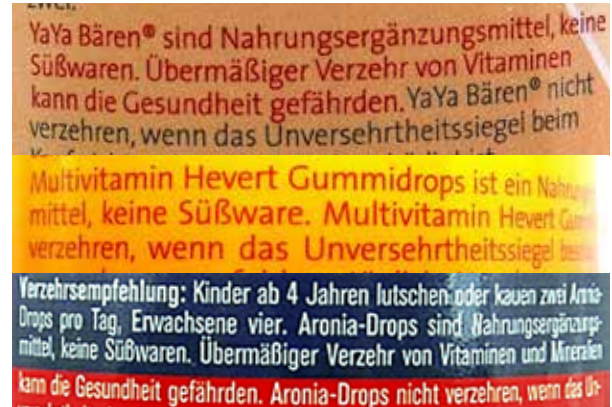 zwei.
YaYa Bären® sind Nahrungsergänzungsmittel, keine
Süßwaren. Übermäßiger Verzehr von Vitaminen
kann die Gesundheit gefährden. YaYa Bären® nicht
verzehren, wenn das Unversehrtheitssiegel beim
Multivitamin Hevert Gummidrops ist ein
mittel, keine Süßware. Multivitamin Hevert
verzehren, wenn das Unversehrtheitssiegel
Verzehrsempfehlung: Kinder ab 4 Jahren lutschen oder kauen zwei Aronia-
Drops pro Tag, Erwachsene vier. Aronia-Drops sind Nahrungsergänzungs-
mittel, keine Süßwaren. Übermäßiger Verzehr von Vitaminen und Mineralien
kann die Gesundheit gefährden. Aronia-Drops nicht verzehren, wenn das Un-